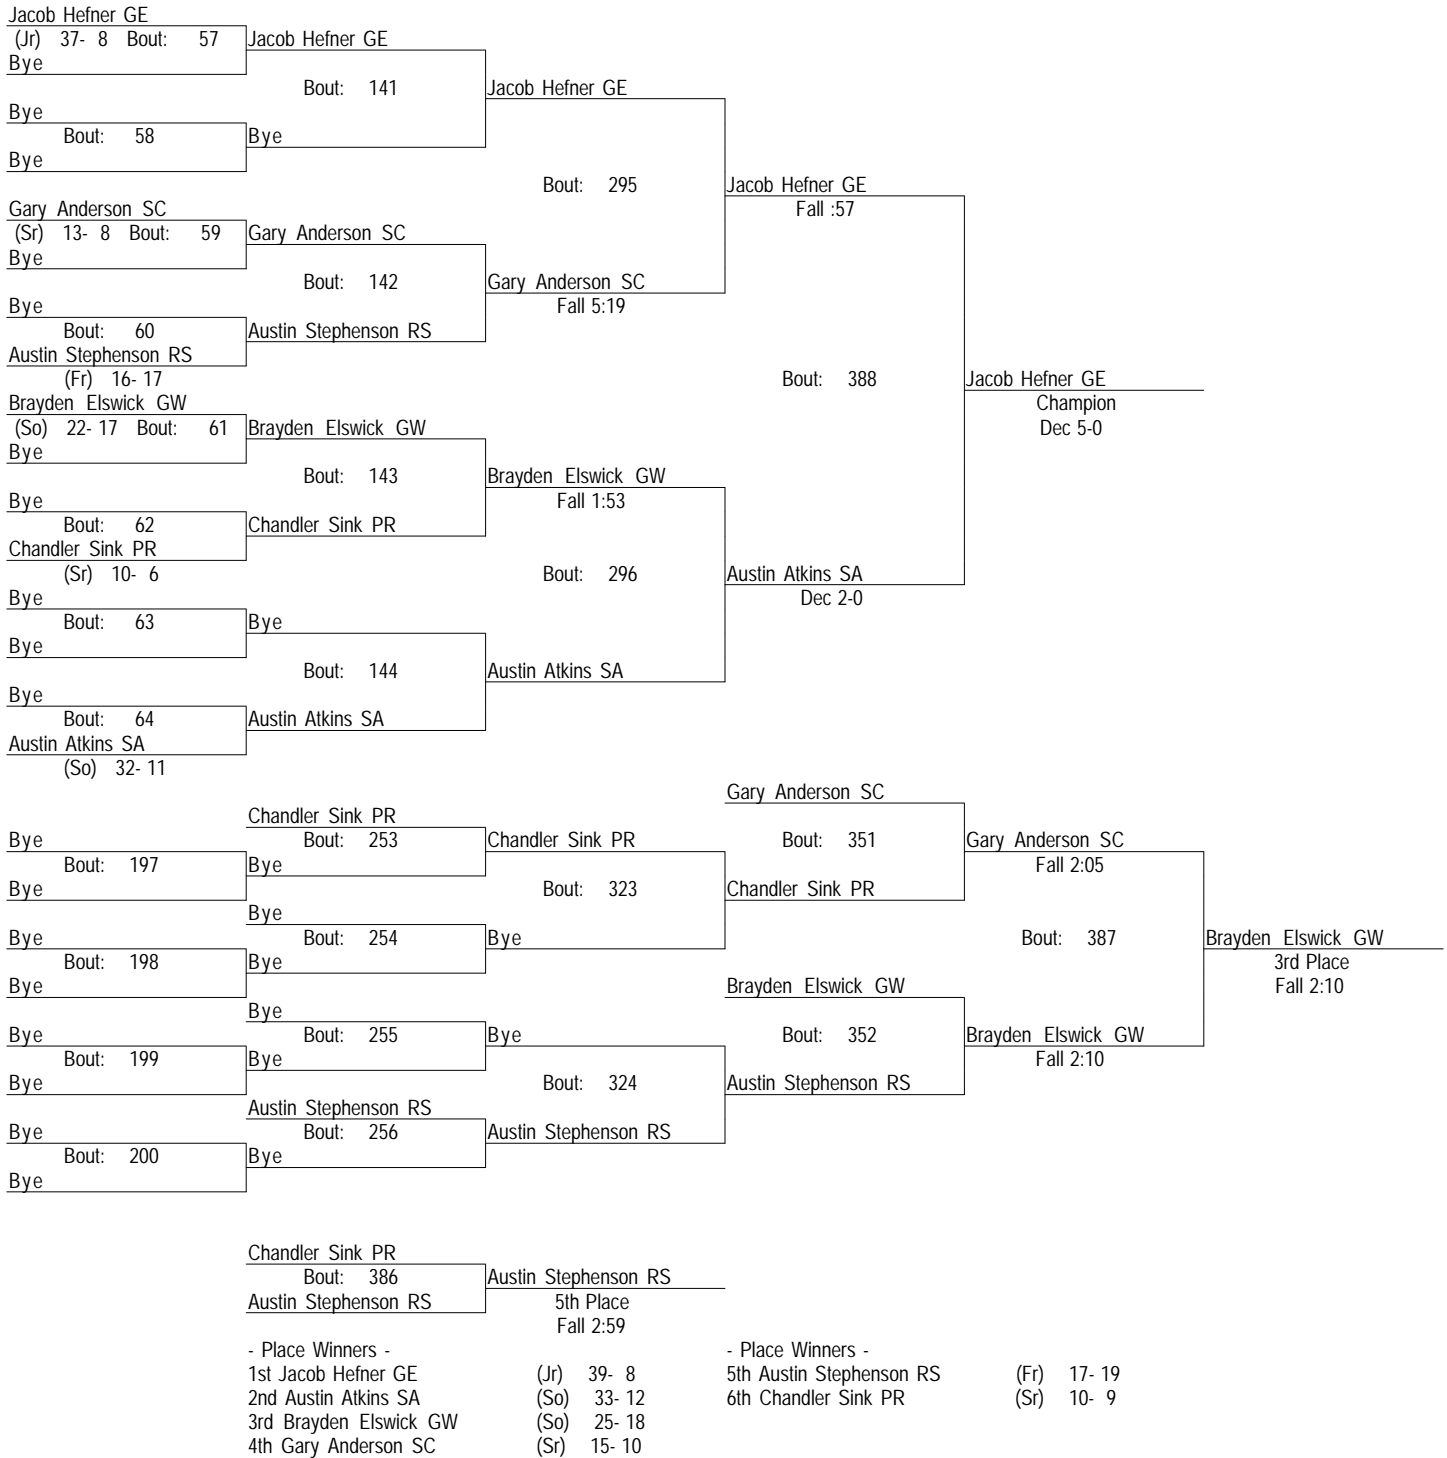 Jacob Hefner GE
(Jr) 37- 8 Bout: 57 Jacob Hefner GE
Bye
Bout: 141 Jacob Hefner GE
Bye
Bout: 58 Bye
Bye
Bout: 295 Jacob Hefner GE
Gary Anderson SC Fall :57
(Sr) 13- 8 Bout: 59 Gary Anderson SC
Bye
Bout: 142 Gary Anderson SC
Bye Fall 5:19
Bout: 60 Austin Stephenson RS
Austin Stephenson RS
(Fr) 16- 17 Bout: 388 Jacob Hefner GE
Brayden Elswick GW Champion
(So) 22- 17 Bout: 61 Brayden Elswick GW Dec 5-0
Bye
Bout: 143 Brayden Elswick GW
Bye Fall 1:53
Bout: 62 Chandler Sink PR
Chandler Sink PR
(Sr) 10- 6 Bout: 296 Austin Atkins SA
Bye Dec 2-0
Bout: 63 Bye
Bye
Bout: 144 Austin Atkins SA
Bye
Bout: 64 Austin Atkins SA
Austin Atkins SA
(So) 32- 11
Gary Anderson SC
Chandler Sink PR
Bye Bout: 253 Chandler Sink PR Bout: 351 Gary Anderson SC
Bout: 197 Bye Fall 2:05
Bye Bout: 323 Chandler Sink PR
Bye
Bye Bout: 254 Bye Bout: 387 Brayden Elswick GW
Bout: 198 Bye 3rd Place
Bye Brayden Elswick GW Fall 2:10
Bye
Bye Bout: 255 Bye Bout: 352 Brayden Elswick GW
Bout: 199 Bye Fall 2:10
Bye Bout: 324 Austin Stephenson RS
Austin Stephenson RS
Bye Bout: 256 Austin Stephenson RS
Bout: 200 Bye
Bye
Chandler Sink PR
Bout: 386 Austin Stephenson RS
Austin Stephenson RS 5th Place
Fall 2:59
- Place Winners - - Place Winners -
1st Jacob Hefner GE (Jr) 39- 8 5th Austin Stephenson RS (Fr) 17- 19
2nd Austin Atkins SA (So) 33- 12 6th Chandler Sink PR (Sr) 10- 9
3rd Brayden Elswick GW (So) 25- 18
4th Gary Anderson SC (Sr) 15- 10